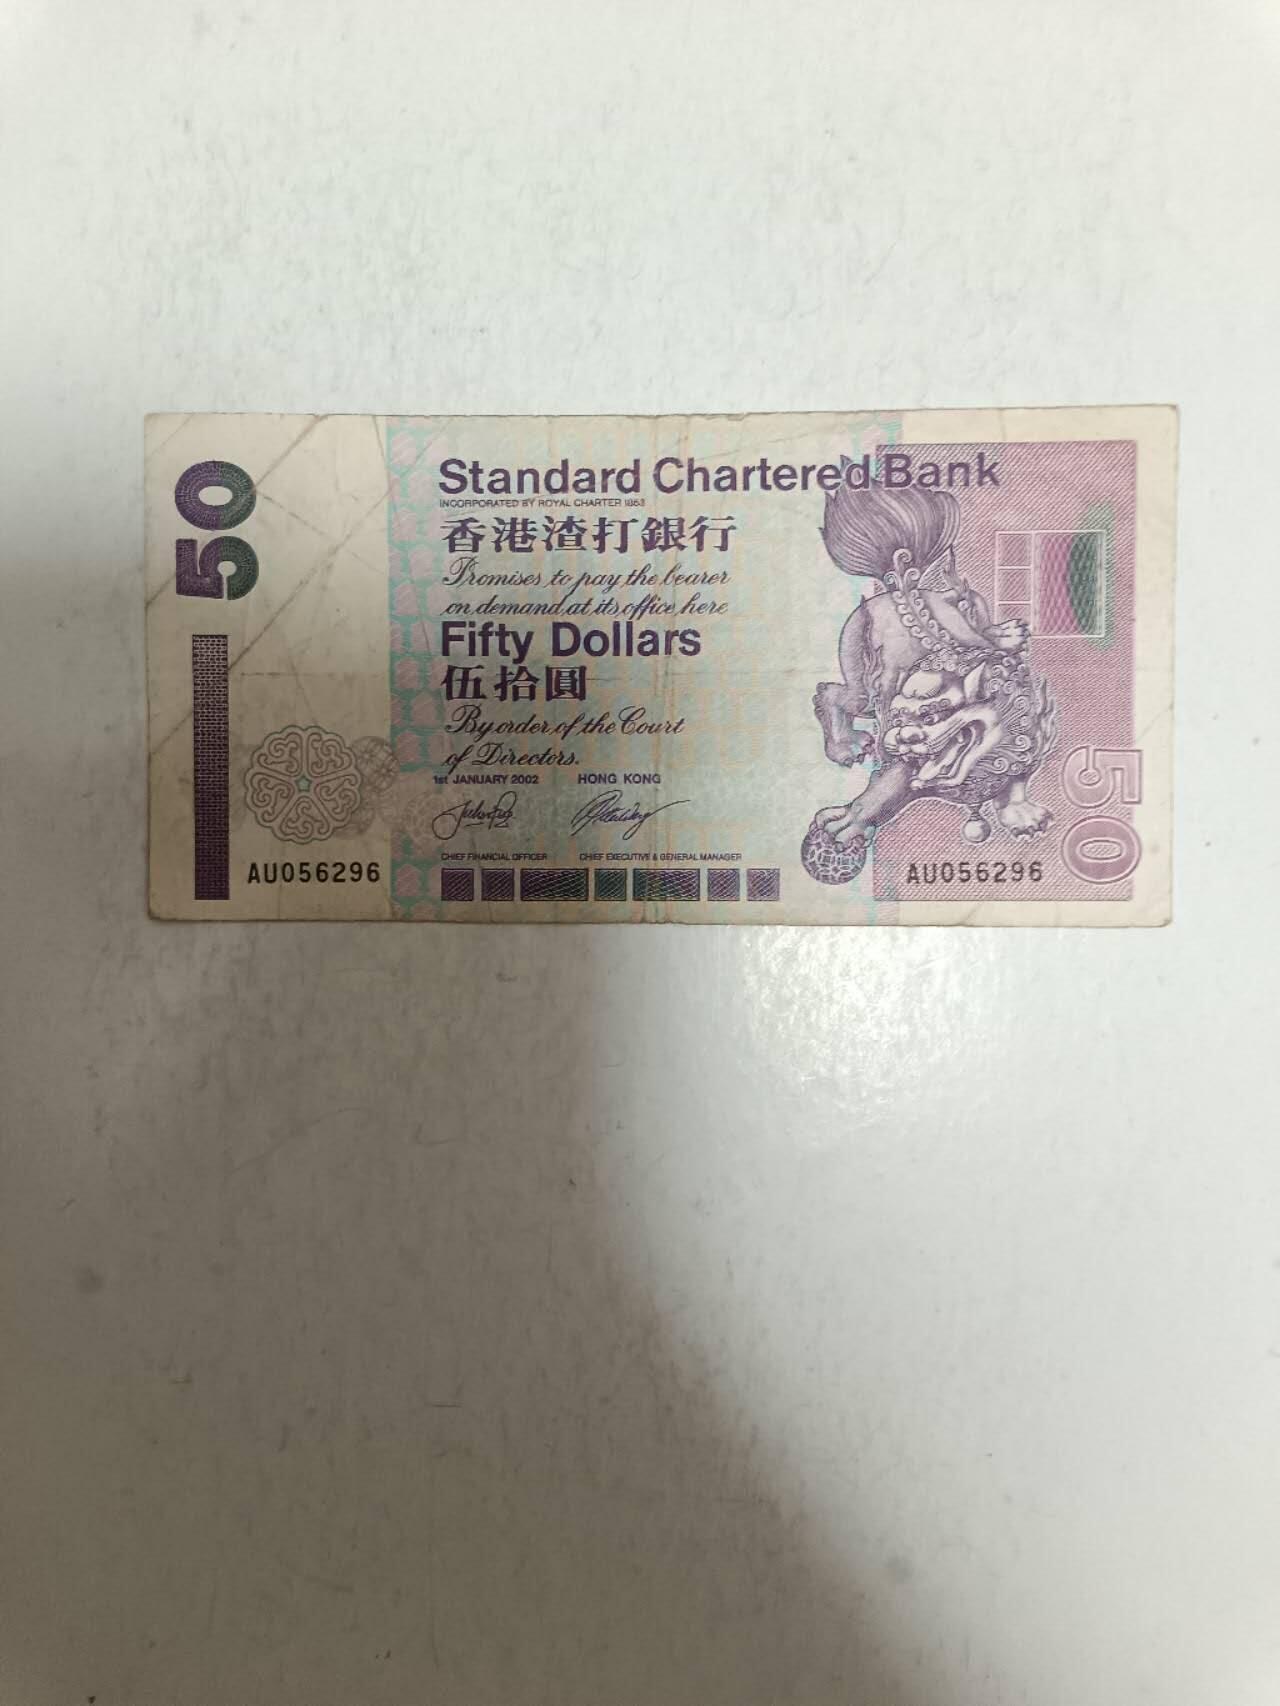 50
Standard Chartered Bank
INCORPORATED BY ROYAL CHARTER 1853
香港渣打銀行
Promises to pay the bearer
on demand at its office here
Fifty Dollars
伍拾圓
By order of the Court
of Directors.
1st JANUARY 2002 HONG KONG
CHIEF FINANCIAL OFFICER CHIEF EXECUTIVE & GENERAL MANAGER
AU056296 AU056296
50